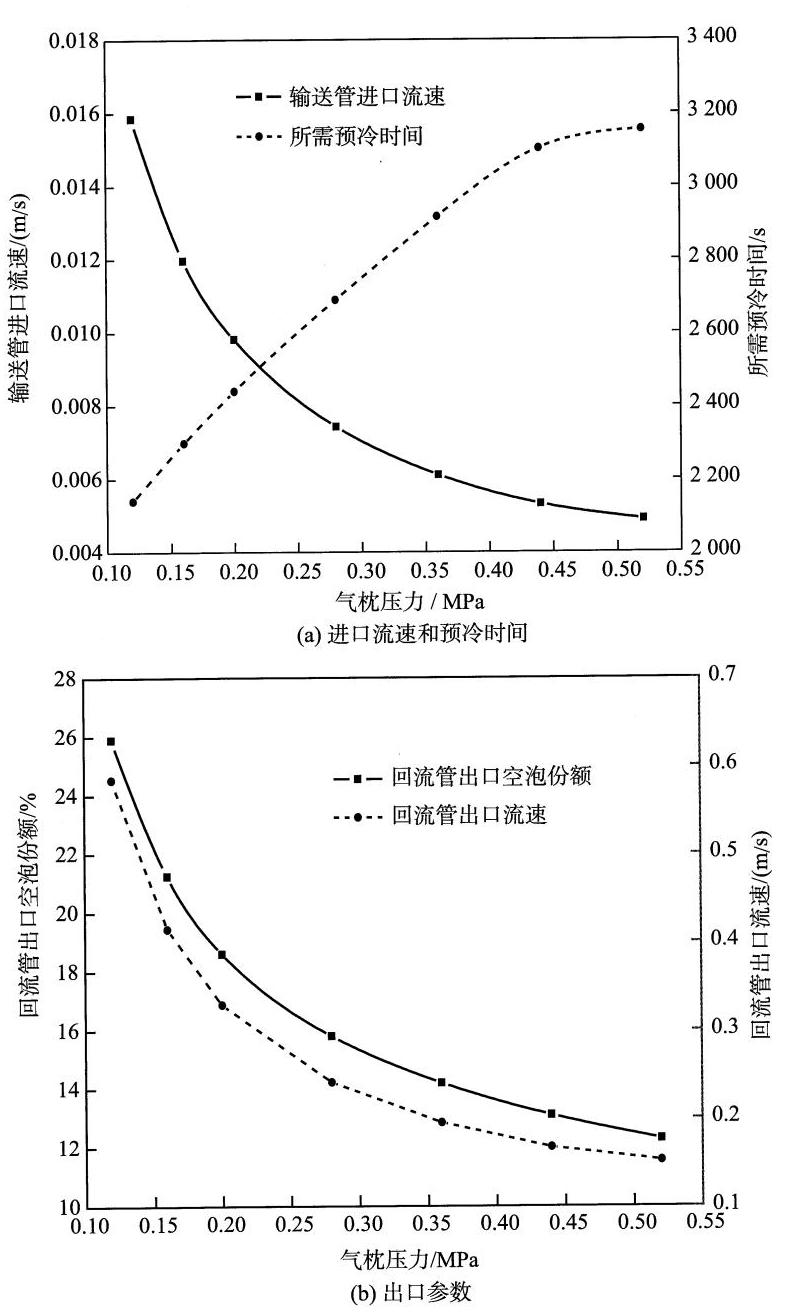 0.018
0.016
0.014
0.012
0.010
0.008
0.006
0.004
输送管进口流速/(m/s)
输送管进口流速
所需预冷时间
3 400
3 200
3 000
2 800
2 600
2 400
2 200
2 000
所需预冷时间/s
0.10 0.15 0.20 0.25 0.30 0.35 0.40 0.45 0.50 0.55
气枕压力 / MPa
(a) 进口流速和预冷时间
28
26
24
22
20
18
16
14
12
10
回流管出口空泡份额/%
回流管出口空泡份额
回流管出口流速
0.7
0.6
0.5
0.4
0.3
0.2
0.1
回流管出口流速/(m/s)
0.10 0.15 0.20 0.25 0.30 0.35 0.40 0.45 0.50 0.55
气枕压力/MPa
(b) 出口参数